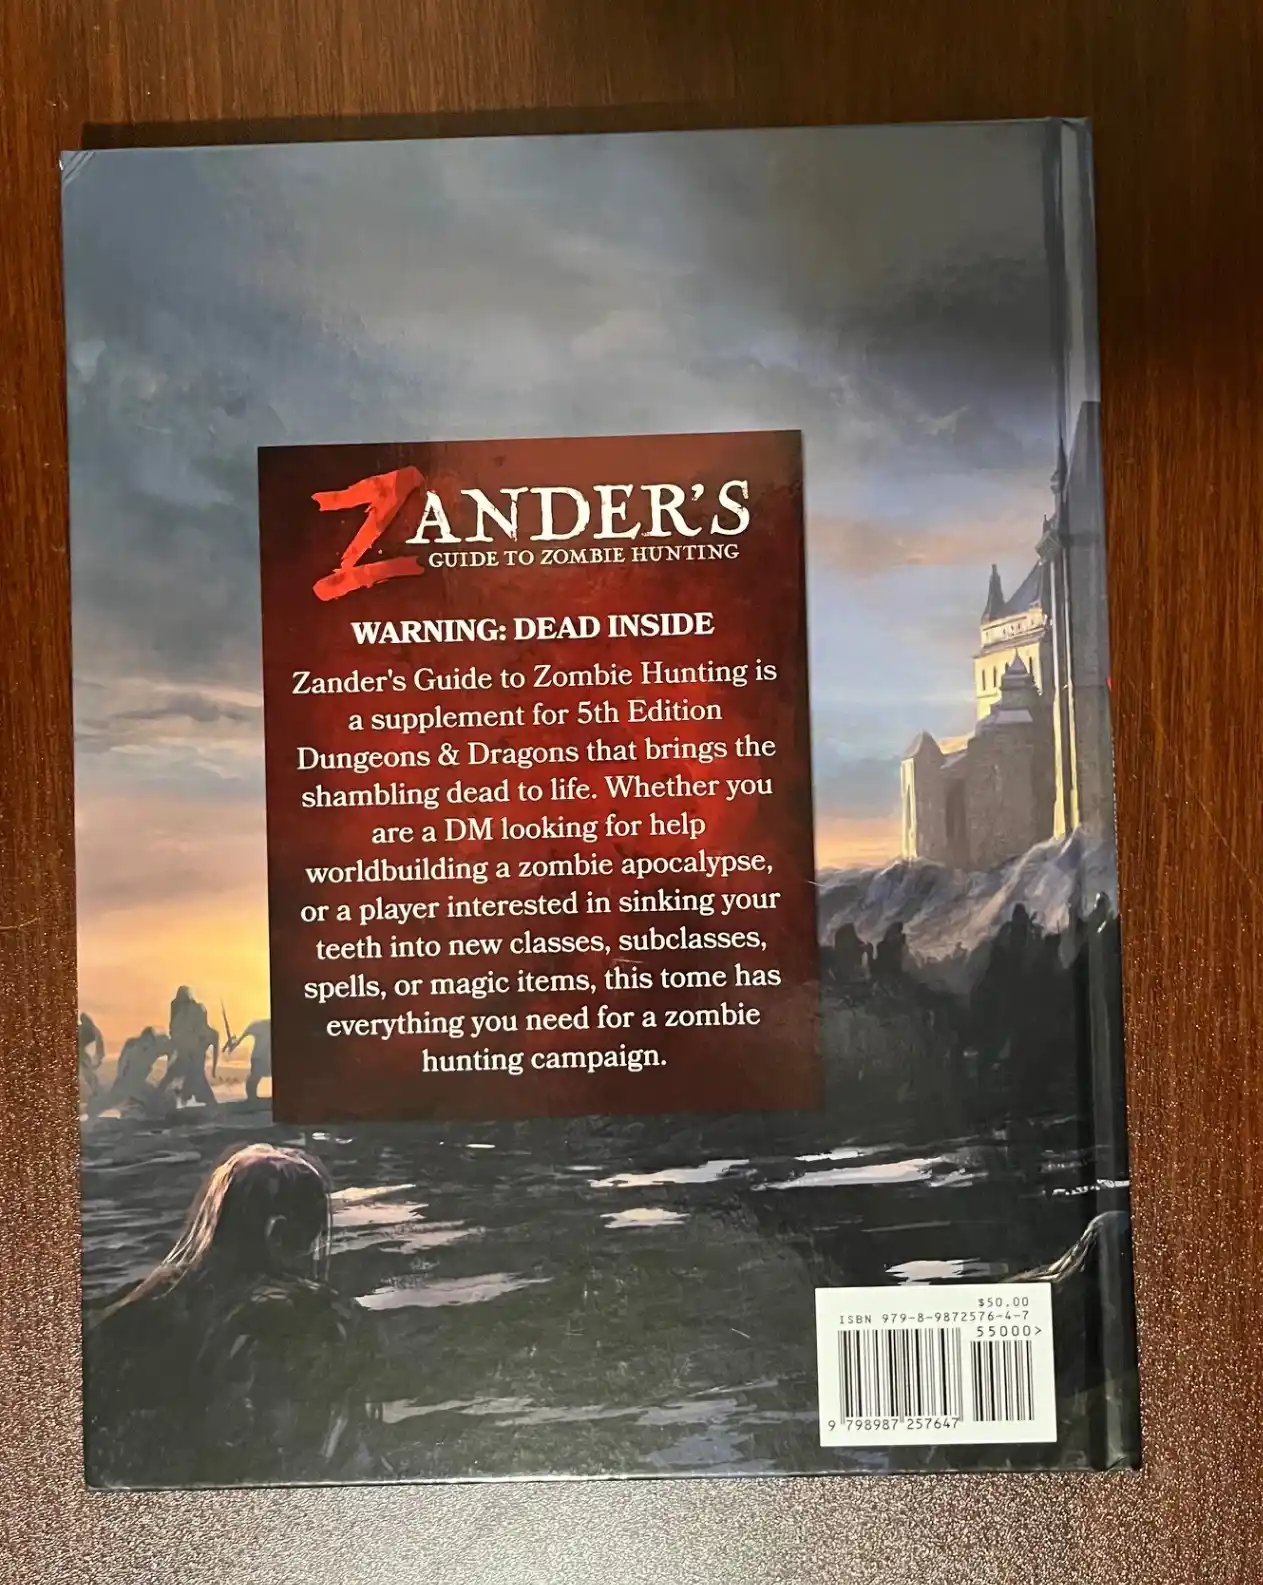 ZANDER'S
GUIDE TO ZOMBIE HUNTING
WARNING: DEAD INSIDE
Zander's Guide to Zombie Hunting is
a supplement for 5th Edition
Dungeons & Dragons that brings the
shambling dead to life. Whether you
are a DM looking for help
worldbuilding a zombie apocalypse,
or a player interested in sinking your
teeth into new classes, subclasses,
spells, or magic items, this tome has
everything you need for a zombie
hunting campaign.
$50.00
ISBN 979-8-9872576-4-7
55000>
9 798987 257647